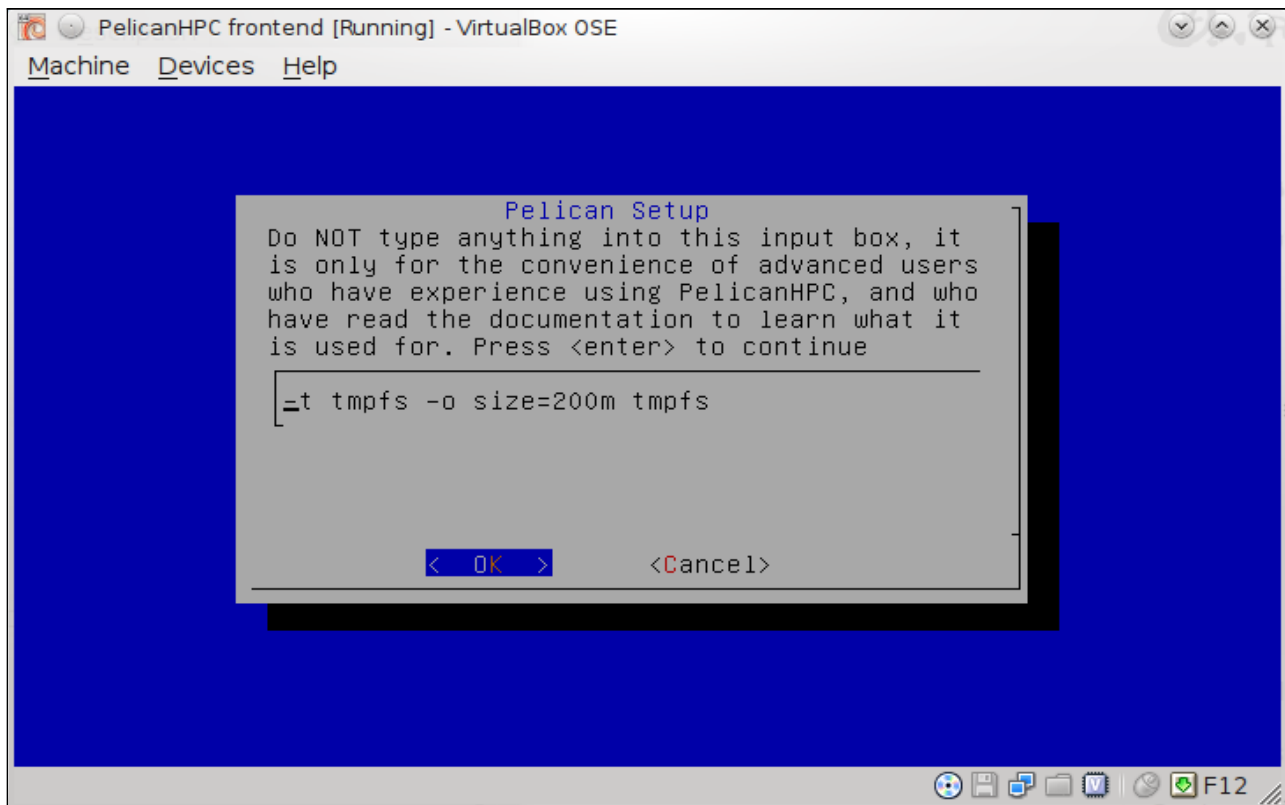 PelicanHPC frontend [Running] - VirtualBox OSE
Machine Devices Help
Pelican Setup
Do NOT type anything into this input box, it
is only for the convenience of advanced users
who have experience using PelicanHPC, and who
have read the documentation to learn what it
is used for. Press <enter> to continue
-t tmpfs -o size=200m tmpfs
< OK > <Cancel>
F12